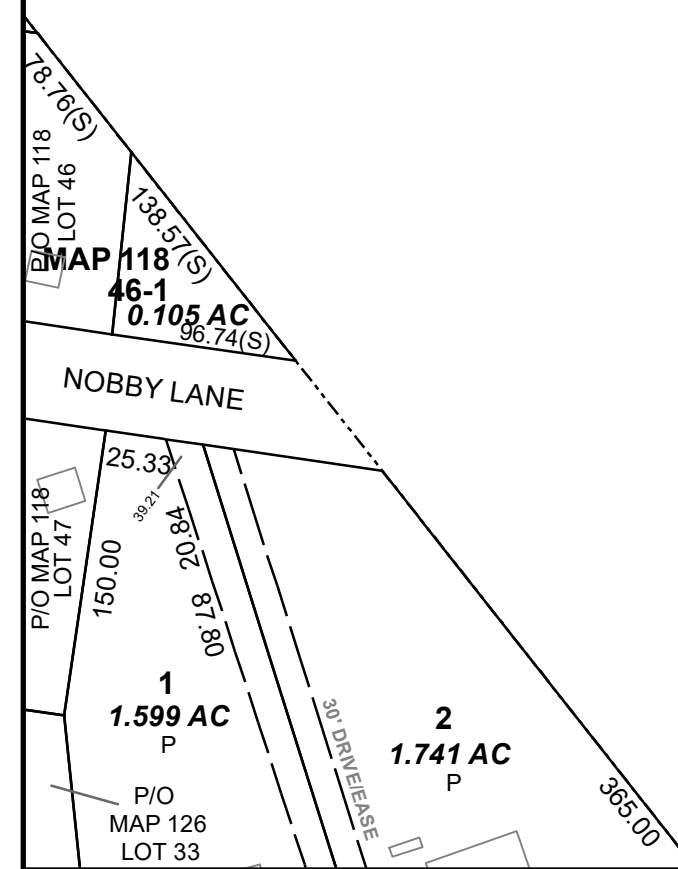 78.76(S)
P/O MAP 118
LOT 46
138.57(S)
MAP 118
46-1
0.105 AC
96.74(S)
NOBBY LANE
25.33
39.21
20.84
87.80
P/O MAP 118
LOT 47
150.00
1
1.599 AC
P
30' DRIVE/EASE
2
1.741 AC
P
365.00
P/O
MAP 126
LOT 33